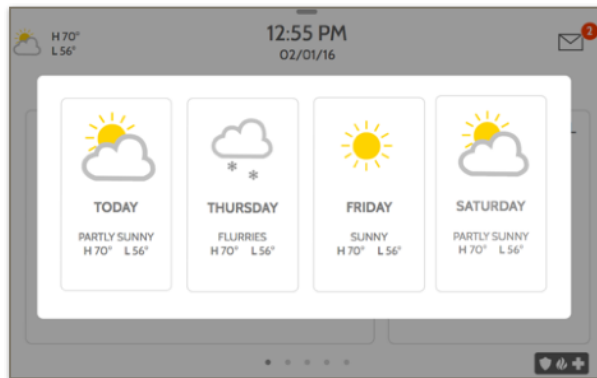 H 70°
L 56°
12:55 PM
02/01/16
2
TODAY
PARTLY SUNNY
H 70° L 56°
THURSDAY
FLURRIES
H 70° L 56°
FRIDAY
SUNNY
H 70° L 56°
SATURDAY
PARTLY SUNNY
H 70° L 56°